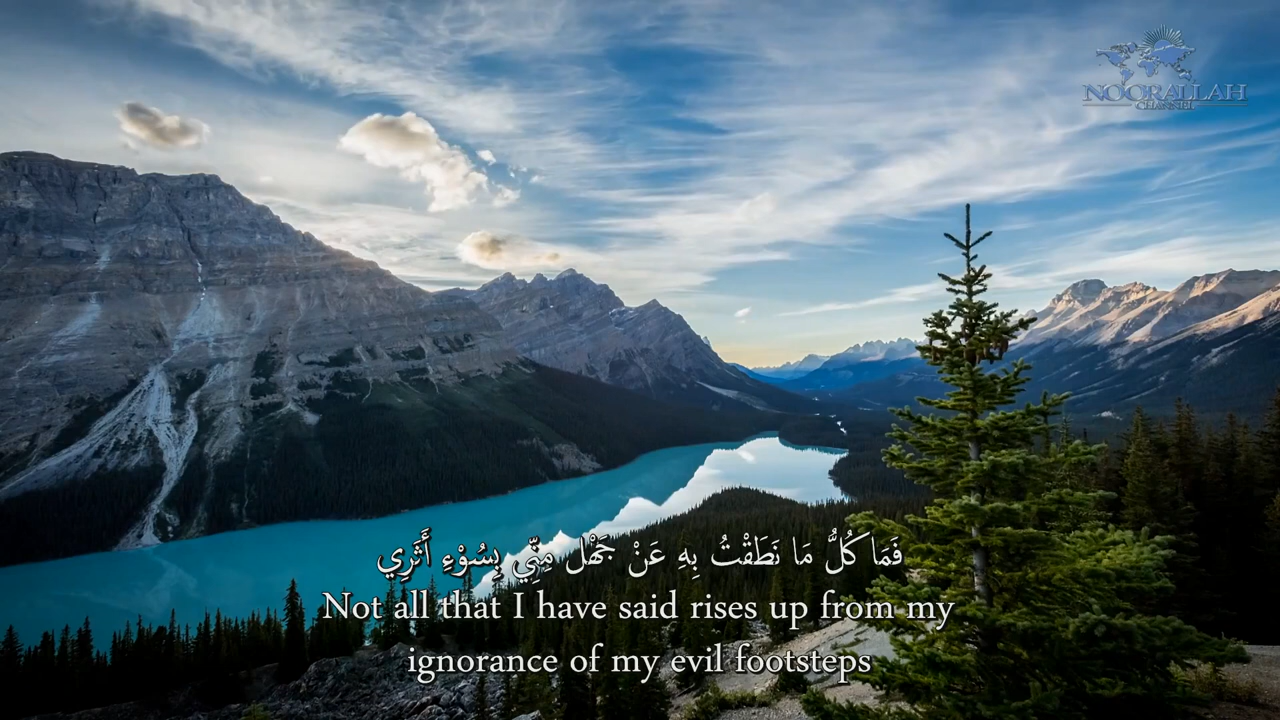 NOORALLAH
CHANNEL
فَمَا كُلُّ مَا نَطَقْتُ بِهِ عَنْ جَهْل مِنِّي بِسُوْءِ أَثَرِي
Not all that I have said rises up from my
ignorance of my evil footsteps